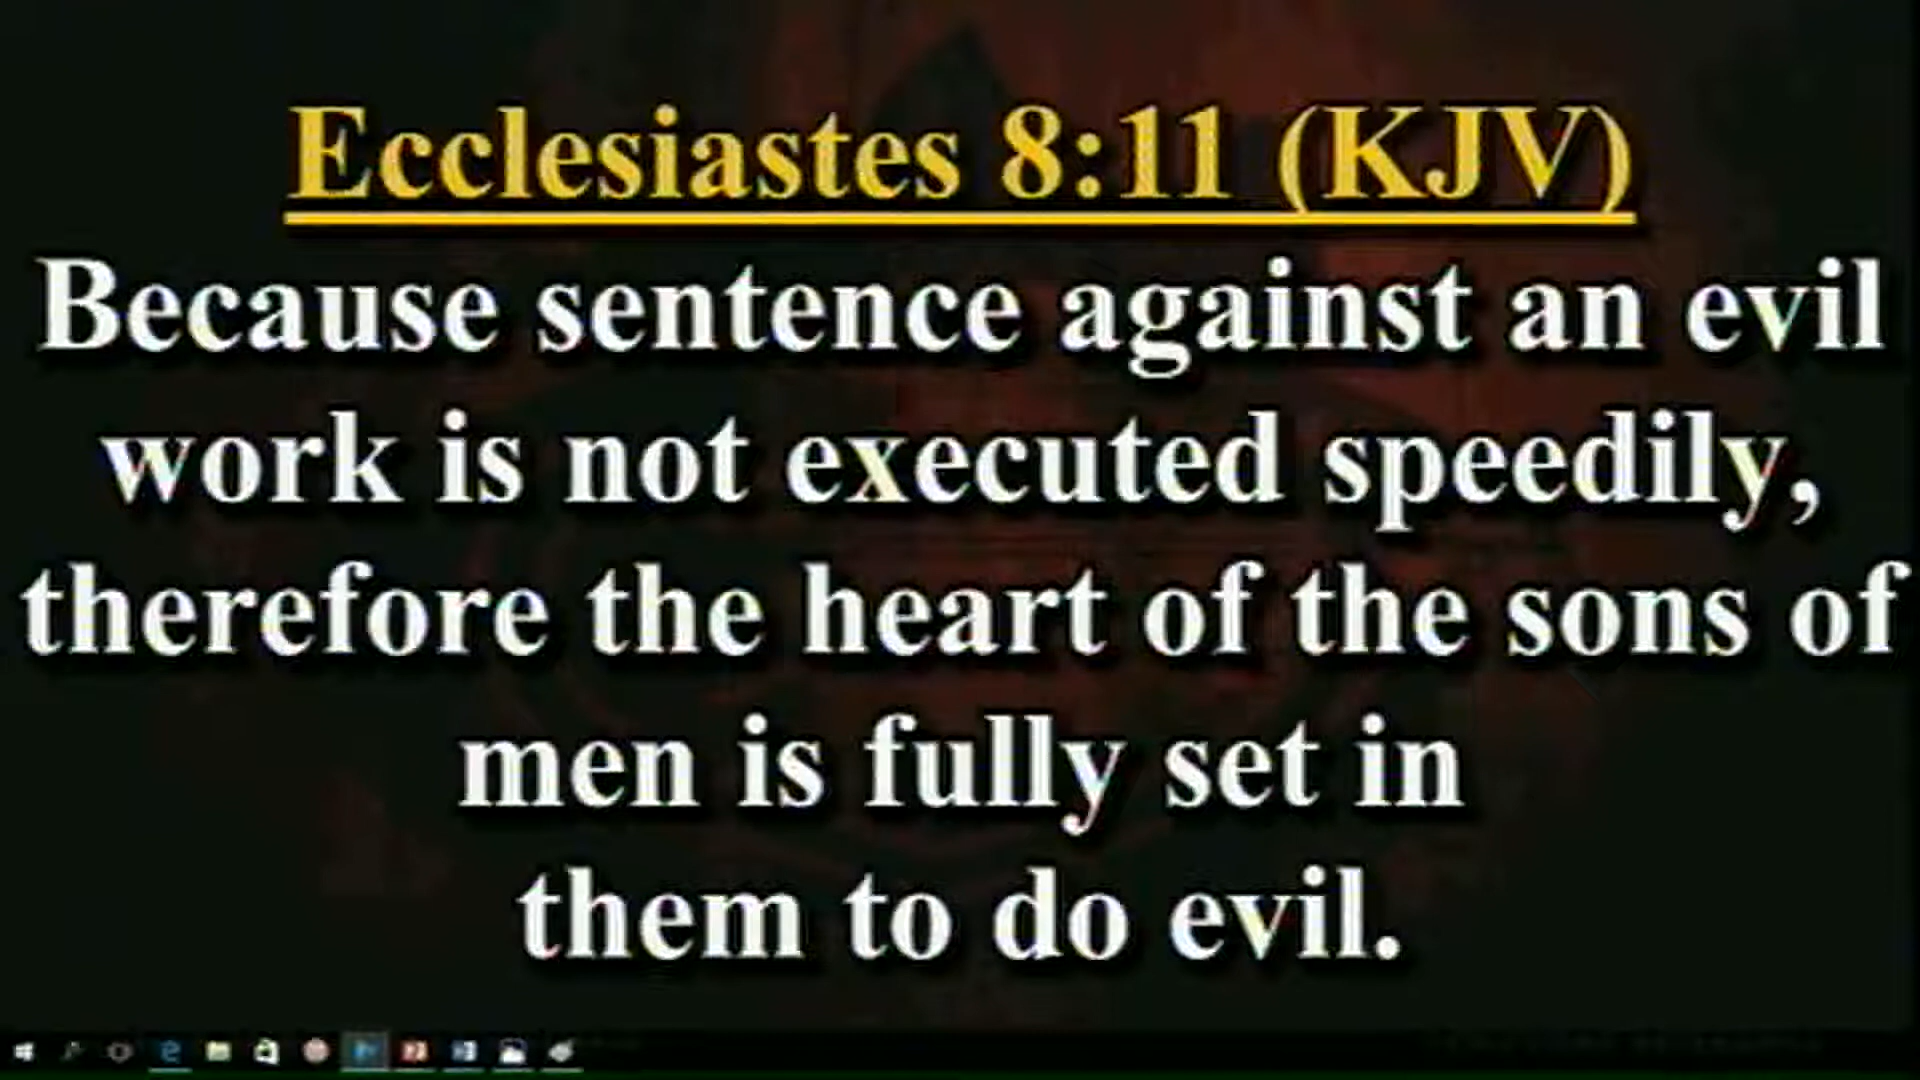 Ecclesiastes 8:11 (KJV)
Because sentence against an evil
work is not executed speedily,
therefore the heart of the sons of
men is fully set in
them to do evil.